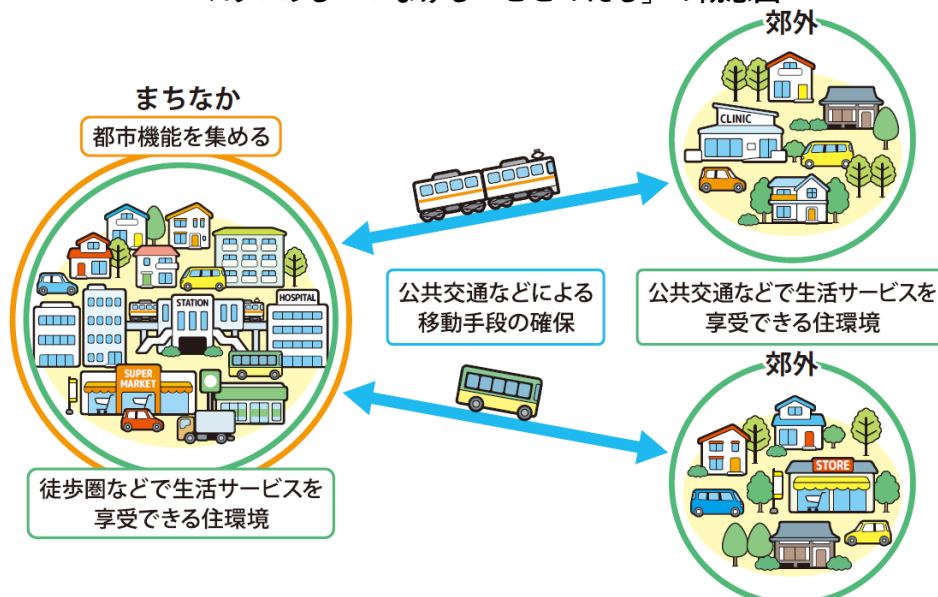 まちなか
都市機能を集める
STATION
HOSPITAL
SUPER
MARKET
徒歩圏などで生活サービスを
享受できる住環境
公共交通などによる
移動手段の確保
郊外
CLINIC
公共交通などで生活サービスを
享受できる住環境
郊外
STORE